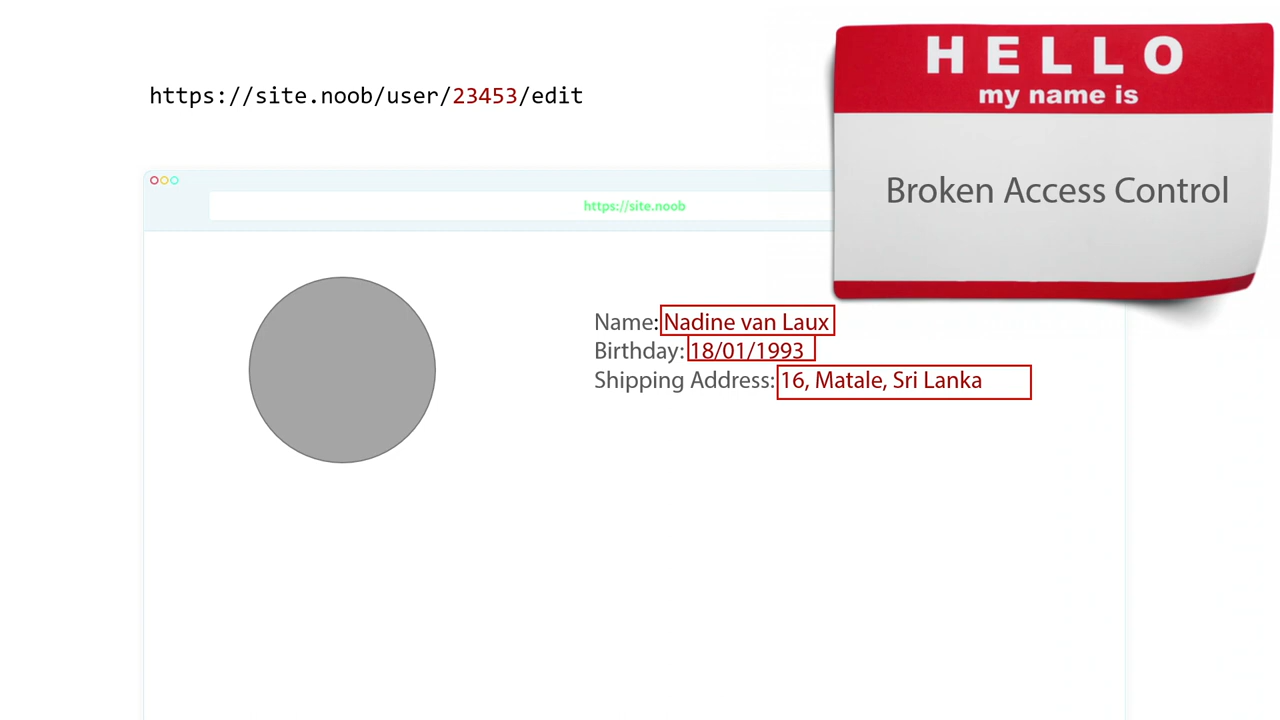 https://site.noob/user/23453/edit
HELLO
my name is
Broken Access Control
https://site.noob
Name: Nadine van Laux
Birthday: 18/01/1993
Shipping Address: 16, Matale, Sri Lanka